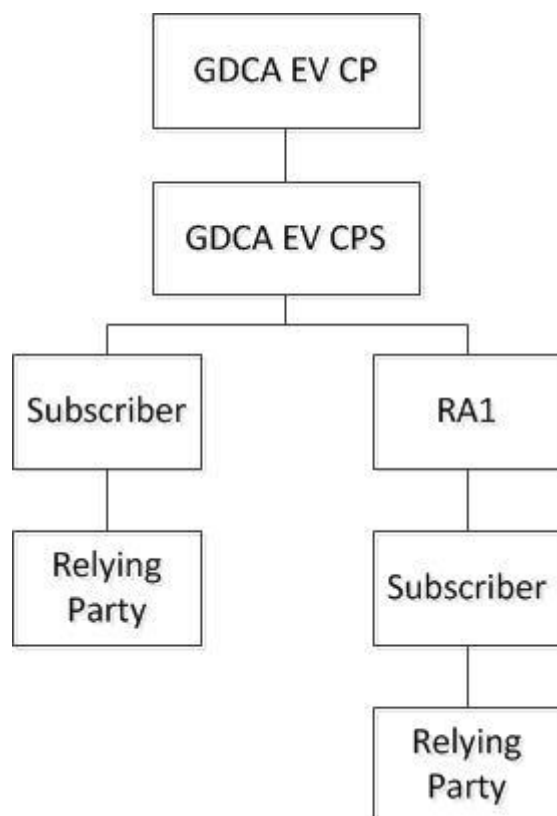 GDCA EV CP
GDCA EV CPS
Subscriber
RA1
Relying
Party
Subscriber
Relying
Party